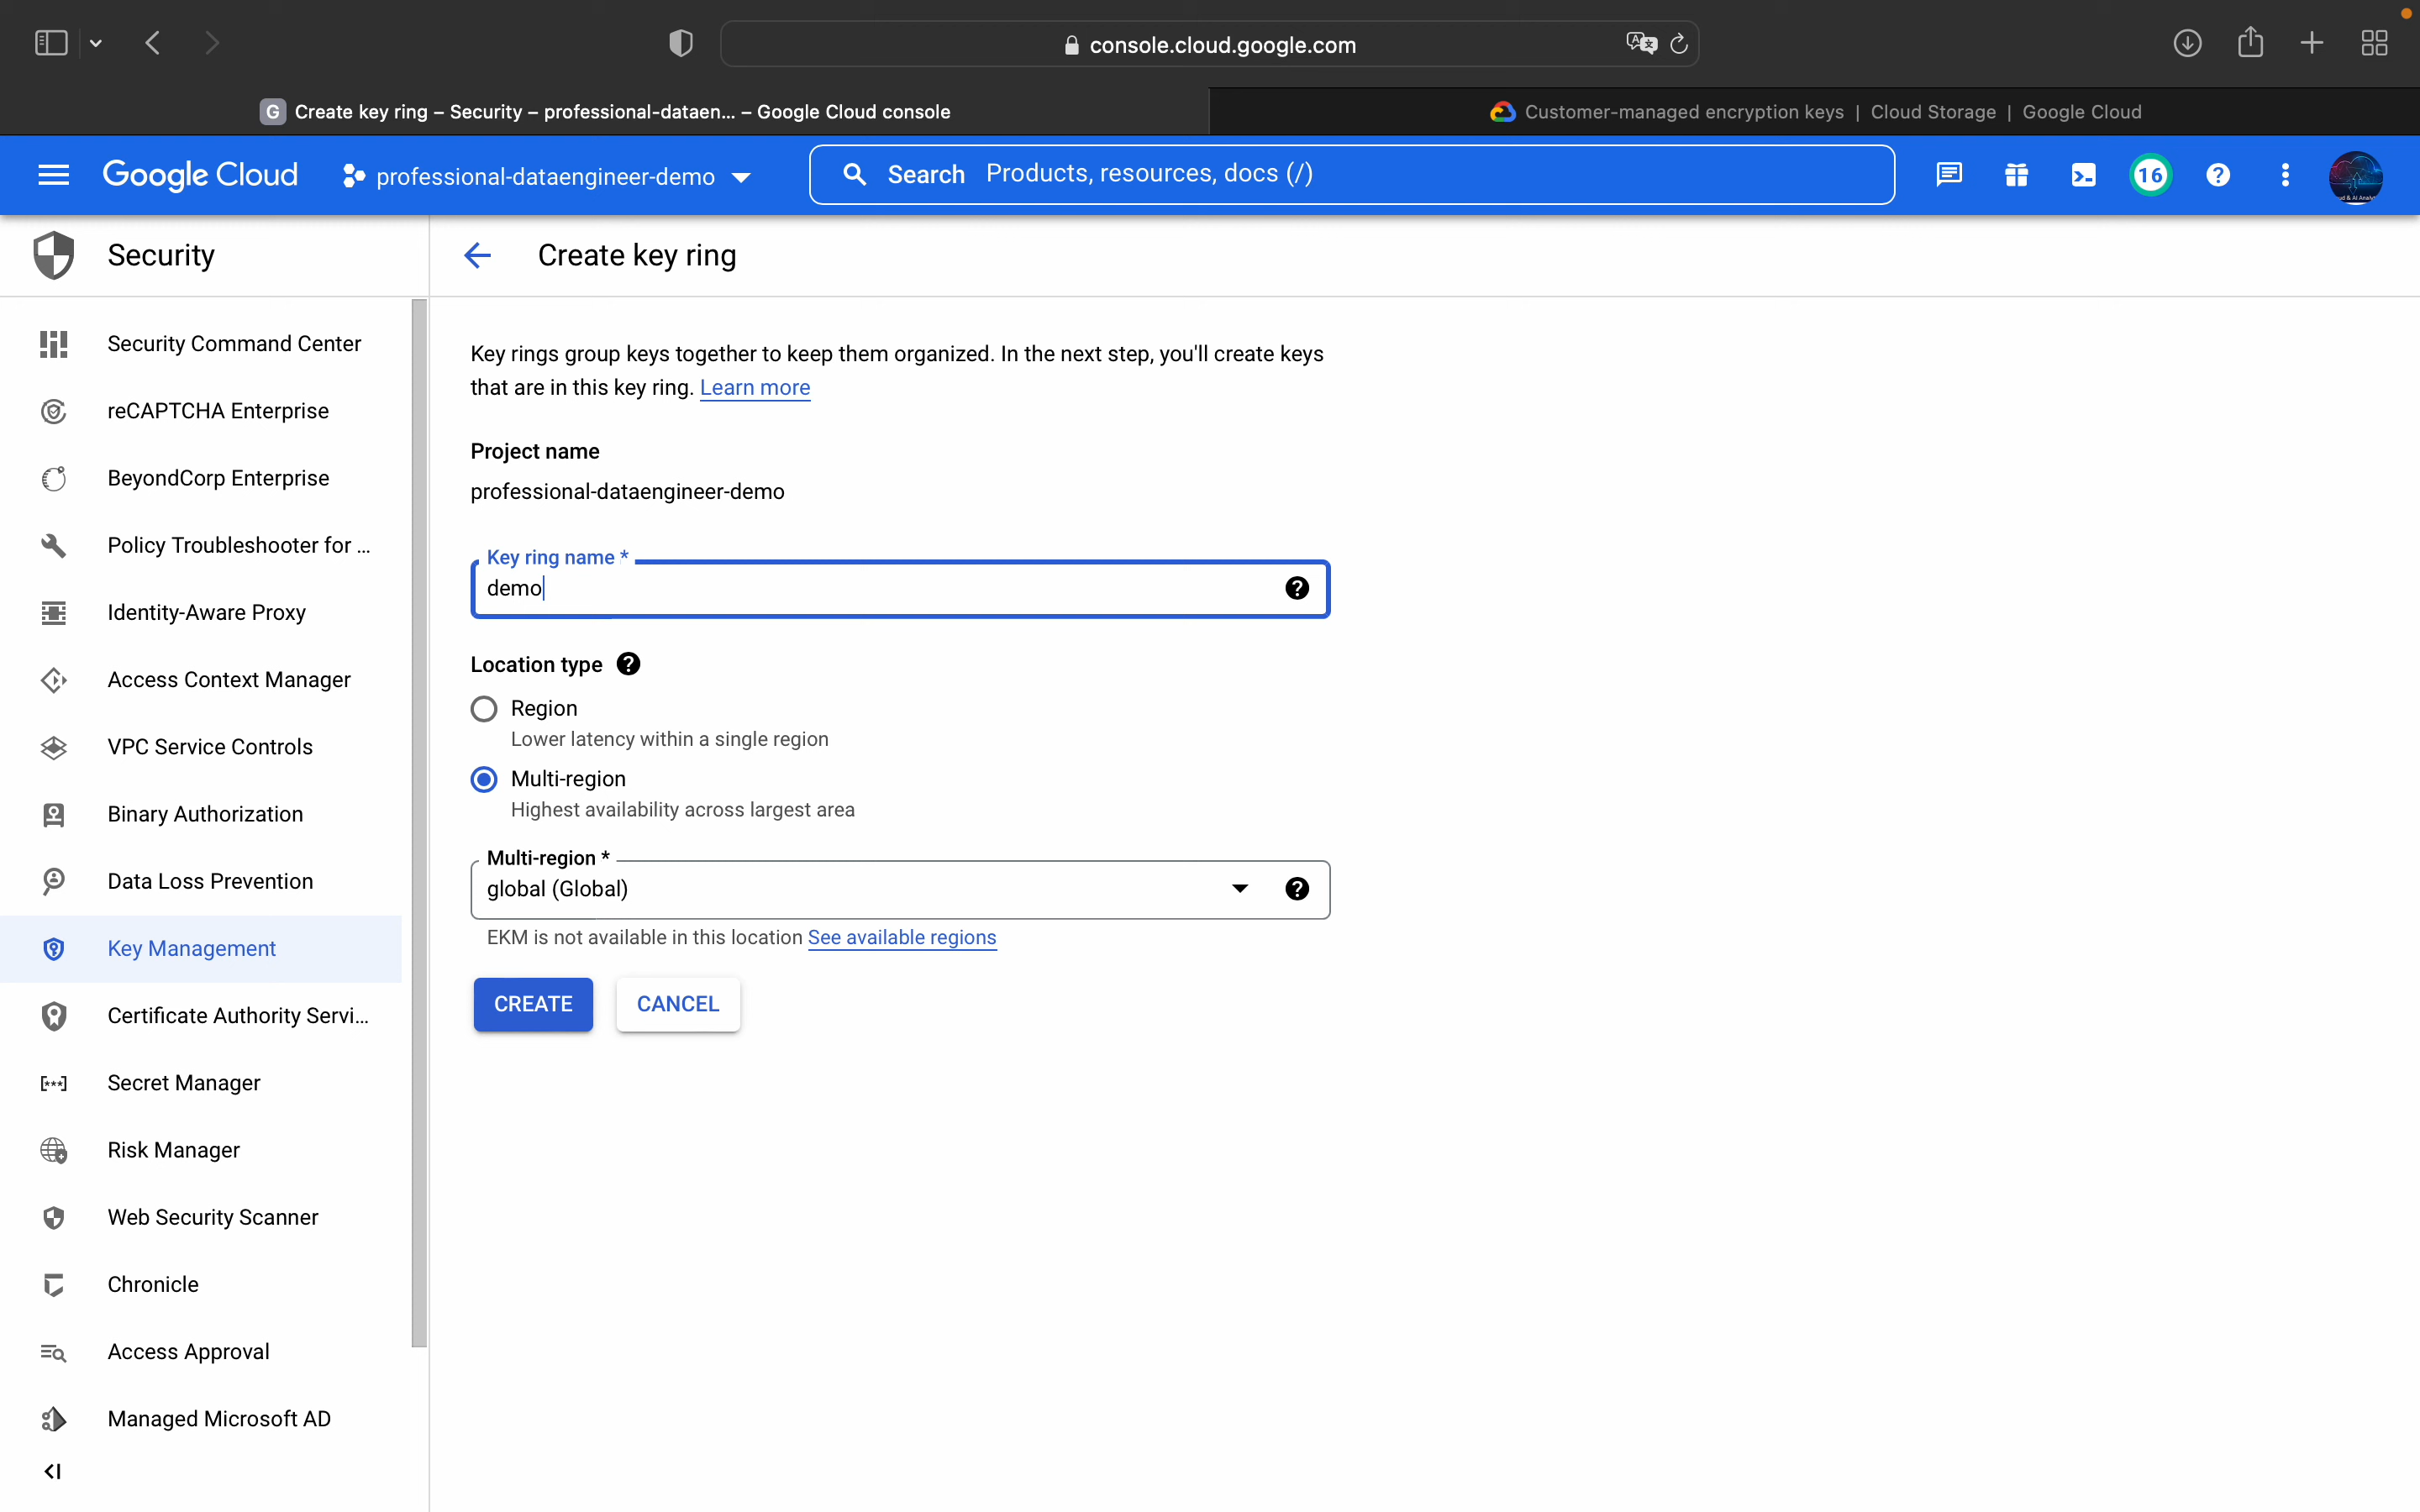 console.cloud.google.com
G Create key ring – Security – professional-dataen... – Google Cloud console
Customer-managed encryption keys | Cloud Storage | Google Cloud
Google Cloud
professional-dataengineer-demo
Search Products, resources, docs (/)
16
Security
Create key ring
Security Command Center
reCAPTCHA Enterprise
BeyondCorp Enterprise
Policy Troubleshooter for ...
Identity-Aware Proxy
Access Context Manager
VPC Service Controls
Binary Authorization
Data Loss Prevention
Key Management
Certificate Authority Servi...
Secret Manager
Risk Manager
Web Security Scanner
Chronicle
Access Approval
Managed Microsoft AD
Key rings group keys together to keep them organized. In the next step, you'll create keys
that are in this key ring. Learn more
Project name
professional-dataengineer-demo
Key ring name *
demo
Location type
Region
Lower latency within a single region
Multi-region
Highest availability across largest area
Multi-region *
global (Global)
EKM is not available in this location See available regions
CREATE
CANCEL